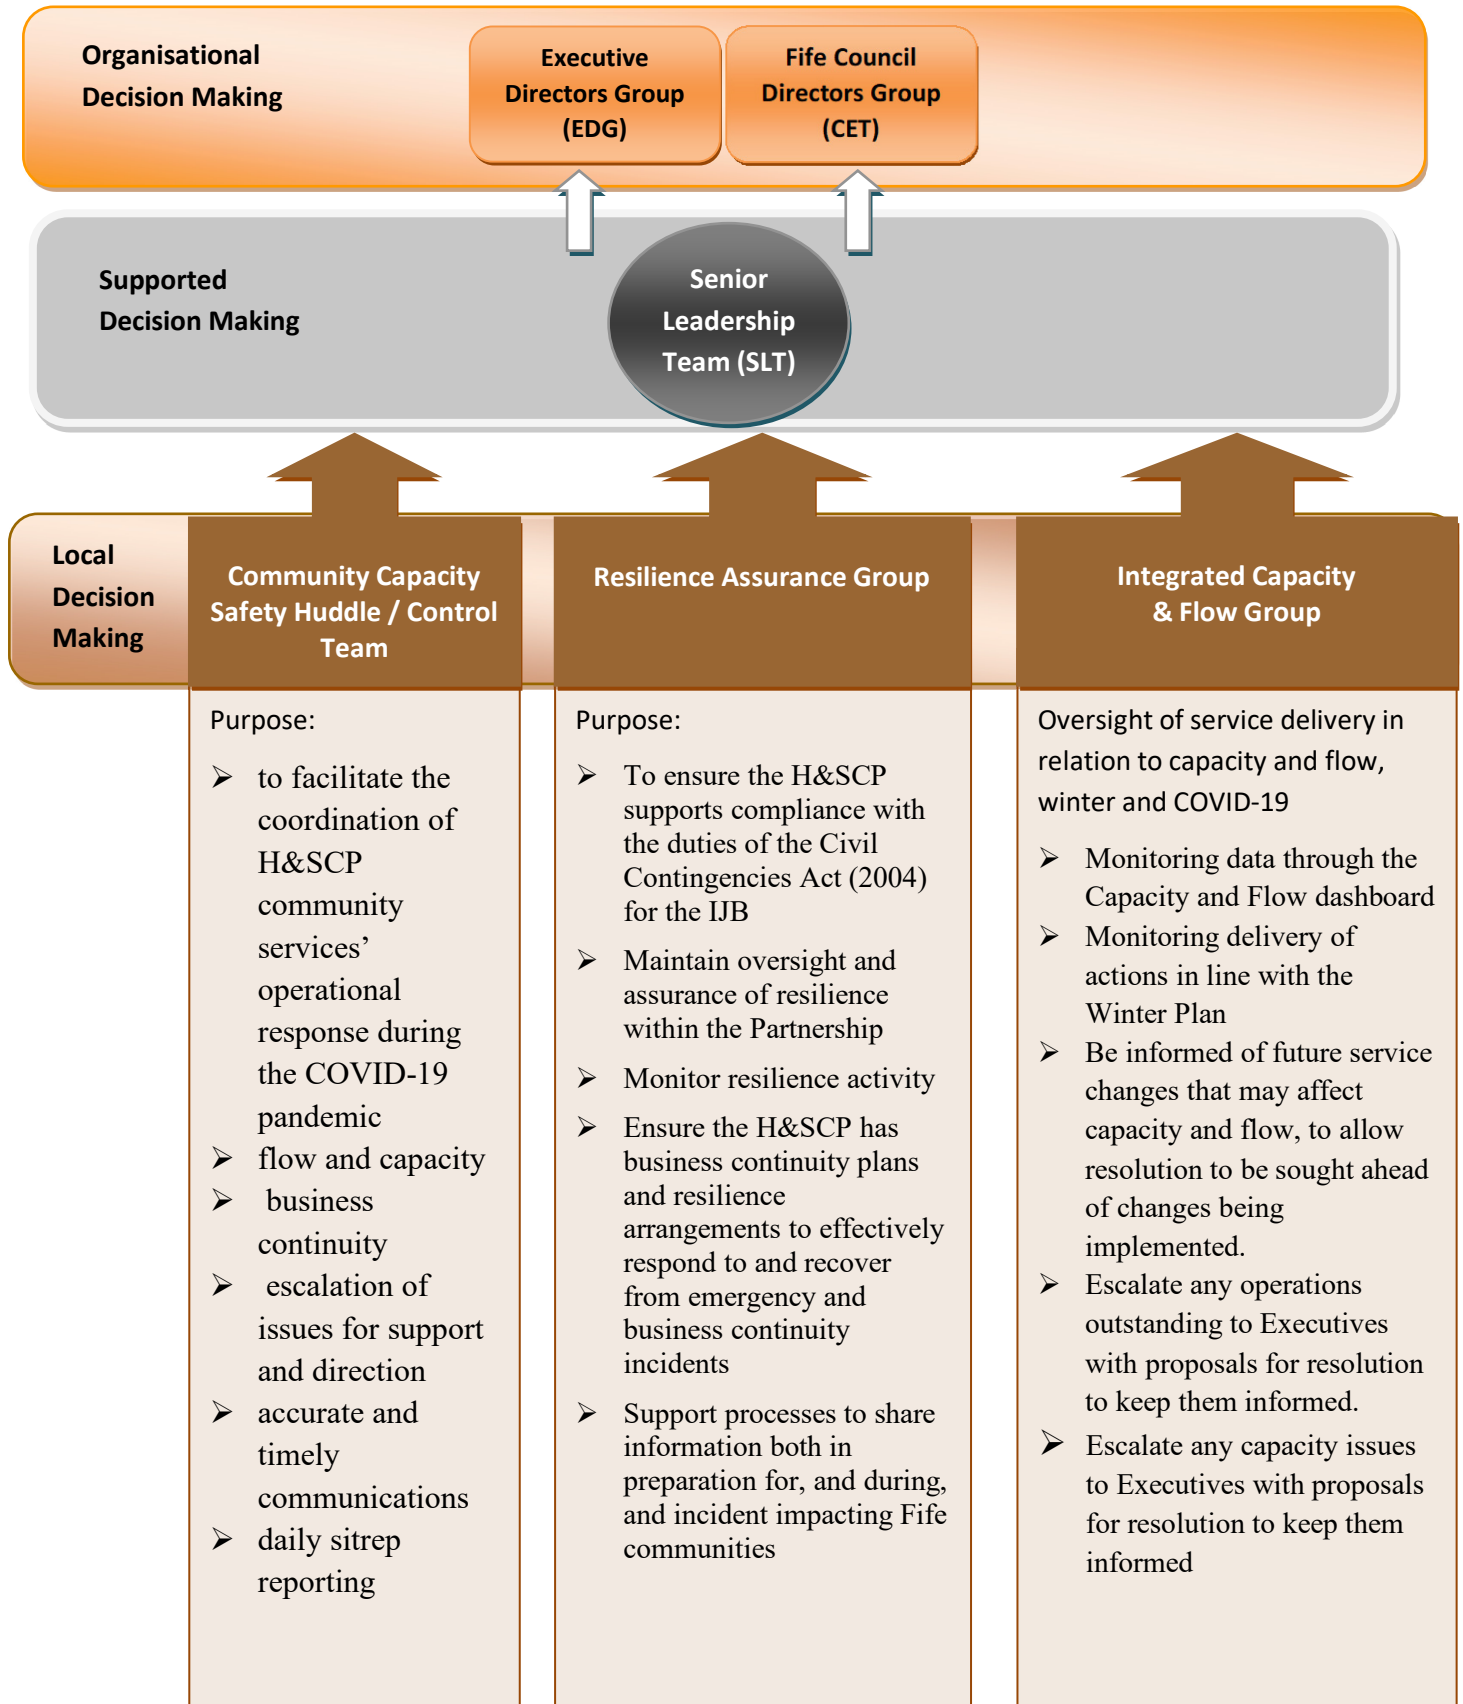 Organisational
Decision Making
Executive
Directors Group
(EDG)
Fife Council
Directors Group
(CET)
Supported
Decision Making
Senior
Leadership
Team (SLT)
Local
Decision
Making
Community Capacity
Safety Huddle / Control
Team
Resilience Assurance Group
Integrated Capacity
& Flow Group
Purpose:
➢ to facilitate the
coordination of
H&SCP
community
services’
operational
response during
the COVID-19
pandemic
➢ flow and capacity
➢ business
continuity
➢ escalation of
issues for support
and direction
➢ accurate and
timely
communications
➢ daily sitrep
reporting
Purpose:
➢ To ensure the H&SCP
supports compliance with
the duties of the Civil
Contingencies Act (2004)
for the IJB
➢ Maintain oversight and
assurance of resilience
within the Partnership
➢ Monitor resilience activity
➢ Ensure the H&SCP has
business continuity plans
and resilience
arrangements to effectively
respond to and recover
from emergency and
business continuity
incidents
➢ Support processes to share
information both in
preparation for, and during,
and incident impacting Fife
communities
Oversight of service delivery in
relation to capacity and flow,
winter and COVID-19
➢ Monitoring data through the
Capacity and Flow dashboard
➢ Monitoring delivery of
actions in line with the
Winter Plan
➢ Be informed of future service
changes that may affect
capacity and flow, to allow
resolution to be sought ahead
of changes being
implemented.
➢ Escalate any operations
outstanding to Executives
with proposals for resolution
to keep them informed.
➢ Escalate any capacity issues
to Executives with proposals
for resolution to keep them
informed